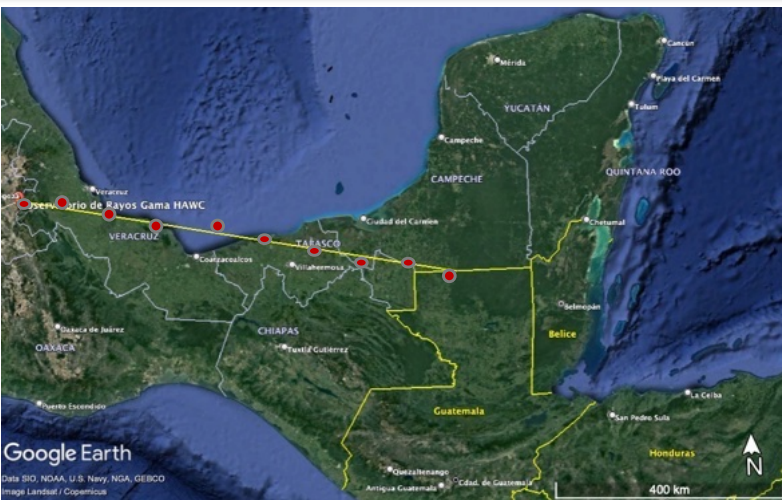 Cancún
Mérida
Playa del Carmen
Tulum
YUCATÁN
Campeche
QUINTANA ROO
CAMPECHE
Veracruz
Observatorio de Rayos Gama HAWC
Ciudad del Carmen
Chetumal
VERACRUZ
TABASCO
Coatzacoalcos
Villahermosa
Belmopán
Oaxaca de Juárez
CHIAPAS
Belice
OAXACA
Tuxtla Gutiérrez
La Ceiba
Puerto Escondido
Guatemala
San Pedro Sula
Google Earth
Honduras
N
Quezaltenango
Data SIO, NOAA, U.S. Navy, NGA, GEBCO
Cdad. de Guatemala
Image Landsat / Copernicus
Antigua Guatemala
400 km